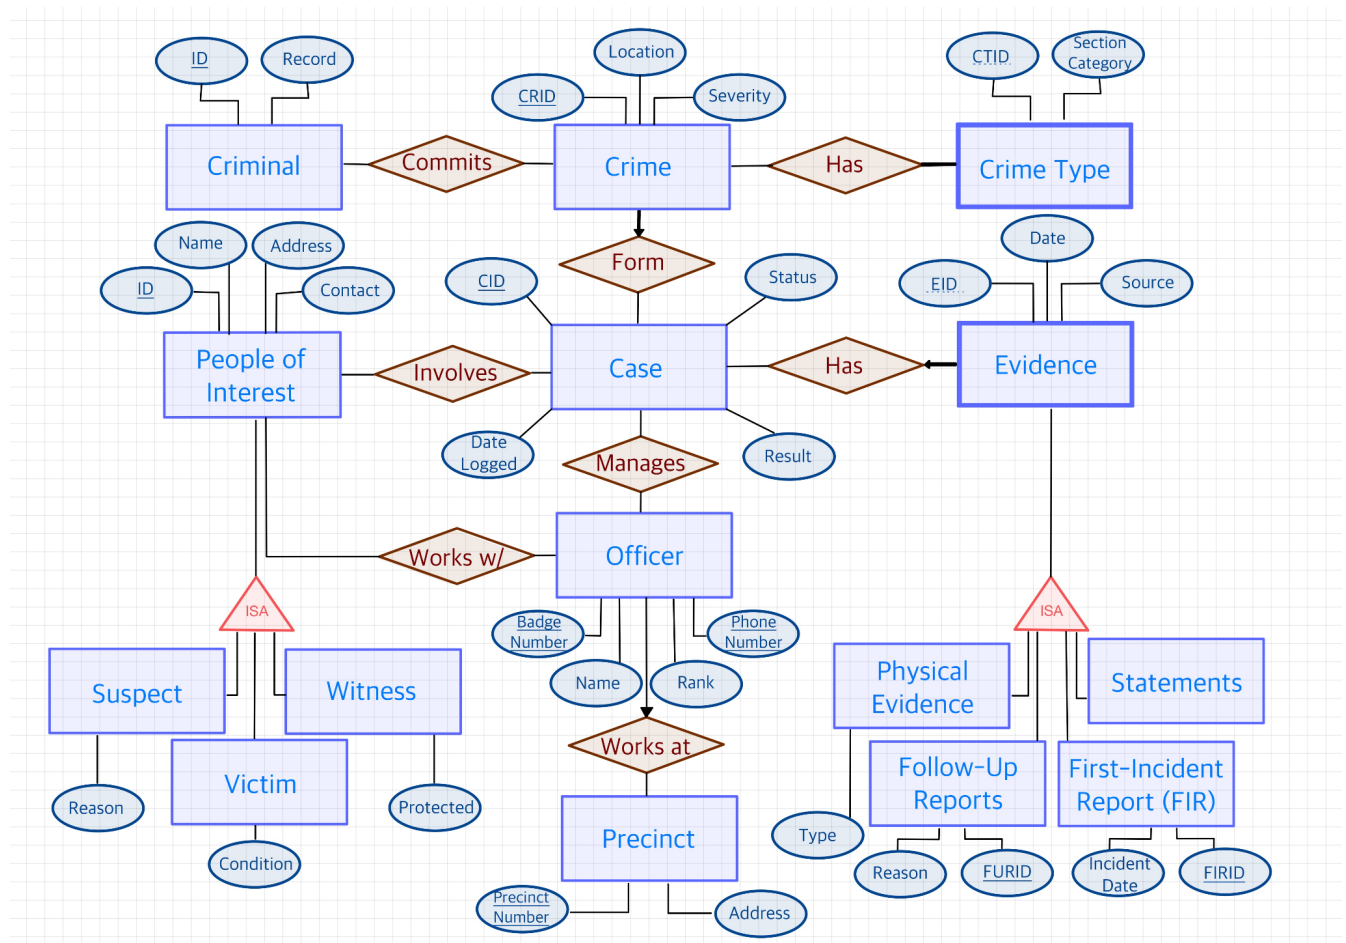 ID
Record
Location
CRID
Severity
CTID
Section
Category
Criminal
Commits
Crime
Has
Crime Type
Name
Address
ID
Contact
Form
CID
Status
Date
EID
Source
People of
Interest
Involves
Case
Has
Evidence
Date
Logged
Manages
Result
Works w/
Officer
ISA
ISA
Badge
Number
Phone
Number
Name
Rank
Suspect
Witness
Physical
Evidence
Statements
Works at
Reason
Victim
Protected
Follow-Up
Reports
First-Incident
Report (FIR)
Type
Precinct
Condition
Reason
FURID
Incident
Date
FIRID
Precinct
Number
Address